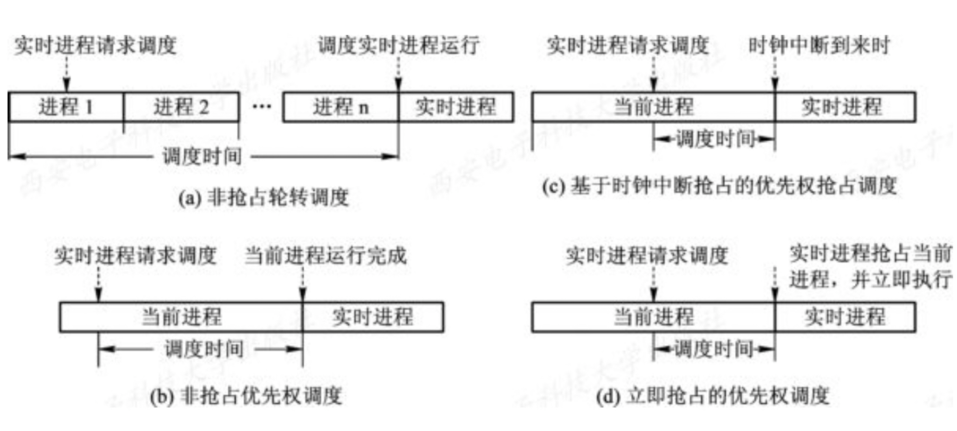 实时进程请求调度
调度实时进程运行
进程 1
进程 2
…
进程 n
实时进程
调度时间
(a) 非抢占轮转调度
实时进程请求调度
时钟中断到来时
当前进程
实时进程
调度时间
(c) 基于时钟中断抢占的优先权抢占调度
实时进程请求调度
当前进程运行完成
当前进程
实时进程
调度时间
(b) 非抢占优先权调度
实时进程请求调度
实时进程抢占当前
进程，并立即执行
当前进程
实时进程
调度时间
(d) 立即抢占的优先权调度